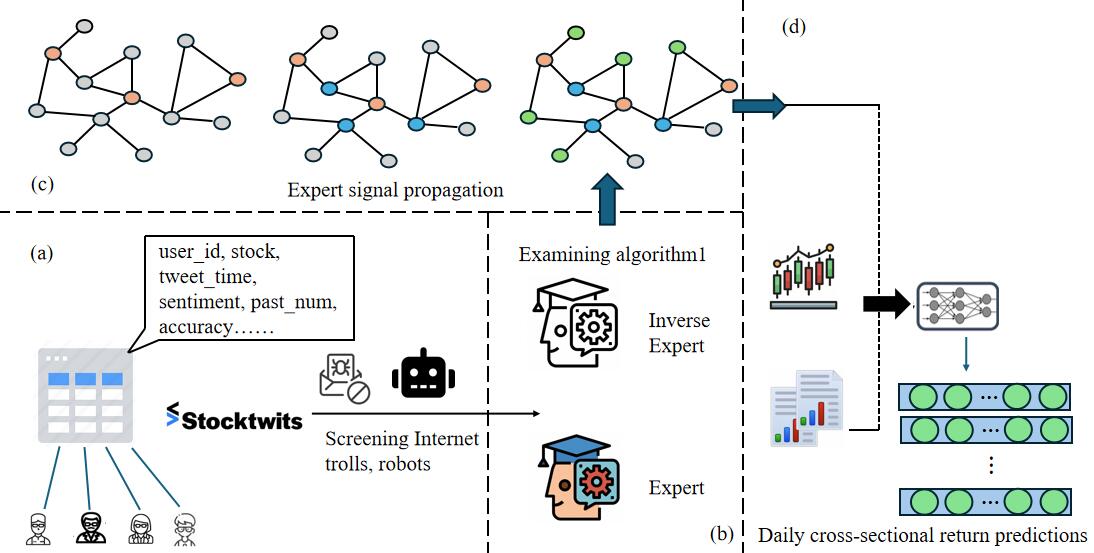 (d)
(c)
Expert signal propagation
(a)
user_id, stock,
tweet_time,
sentiment, past_num,
accuracy……
Stocktwits
Screening Internet
trolls, robots
Examining algorithm1
Inverse
Expert
Expert
(b)
Daily cross-sectional return predictions